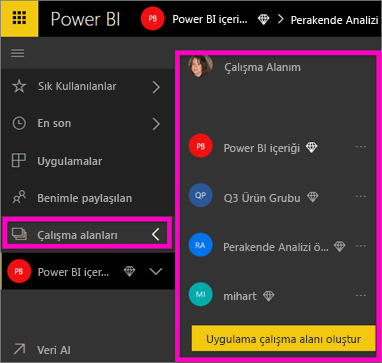 Power BI PB Power BI içeri... > Perakende Analizi
Sık Kullanılanlar
En son
Uygulamalar
Benimle paylaşılan
Çalışma alanları
PB Power BI içer...
Veri Al
Çalışma Alanım
PB Power BI içeriği ...
QP Q3 Ürün Grubu ...
RA Perakende Analizi ö... ...
MI mihart ...
Uygulama çalışma alanı oluştur